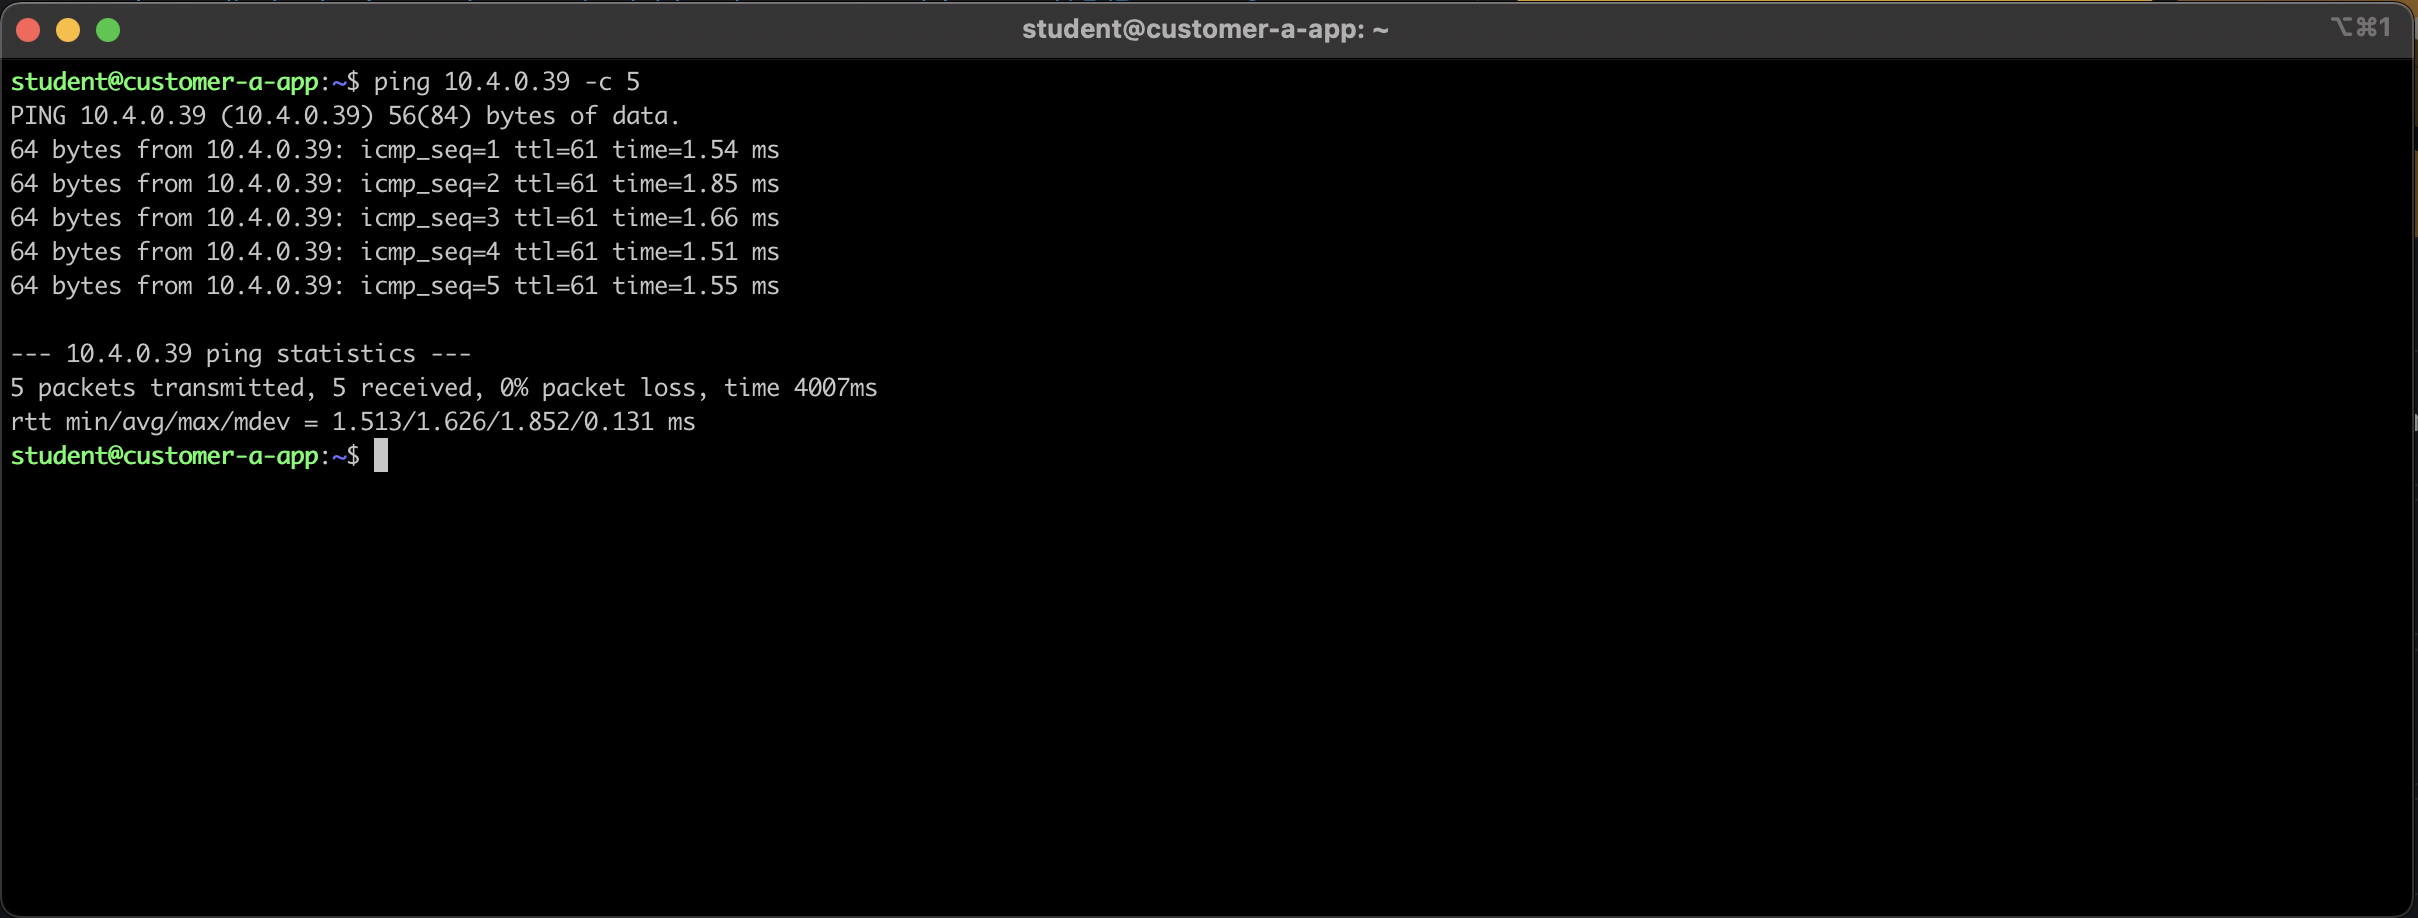 student@customer-a-app: ~
⌥⌘1
student@customer-a-app:~$ ping 10.4.0.39 -c 5
PING 10.4.0.39 (10.4.0.39) 56(84) bytes of data.
64 bytes from 10.4.0.39: icmp_seq=1 ttl=61 time=1.54 ms
64 bytes from 10.4.0.39: icmp_seq=2 ttl=61 time=1.85 ms
64 bytes from 10.4.0.39: icmp_seq=3 ttl=61 time=1.66 ms
64 bytes from 10.4.0.39: icmp_seq=4 ttl=61 time=1.51 ms
64 bytes from 10.4.0.39: icmp_seq=5 ttl=61 time=1.55 ms
--- 10.4.0.39 ping statistics ---
5 packets transmitted, 5 received, 0% packet loss, time 4007ms
rtt min/avg/max/mdev = 1.513/1.626/1.852/0.131 ms
student@customer-a-app:~$